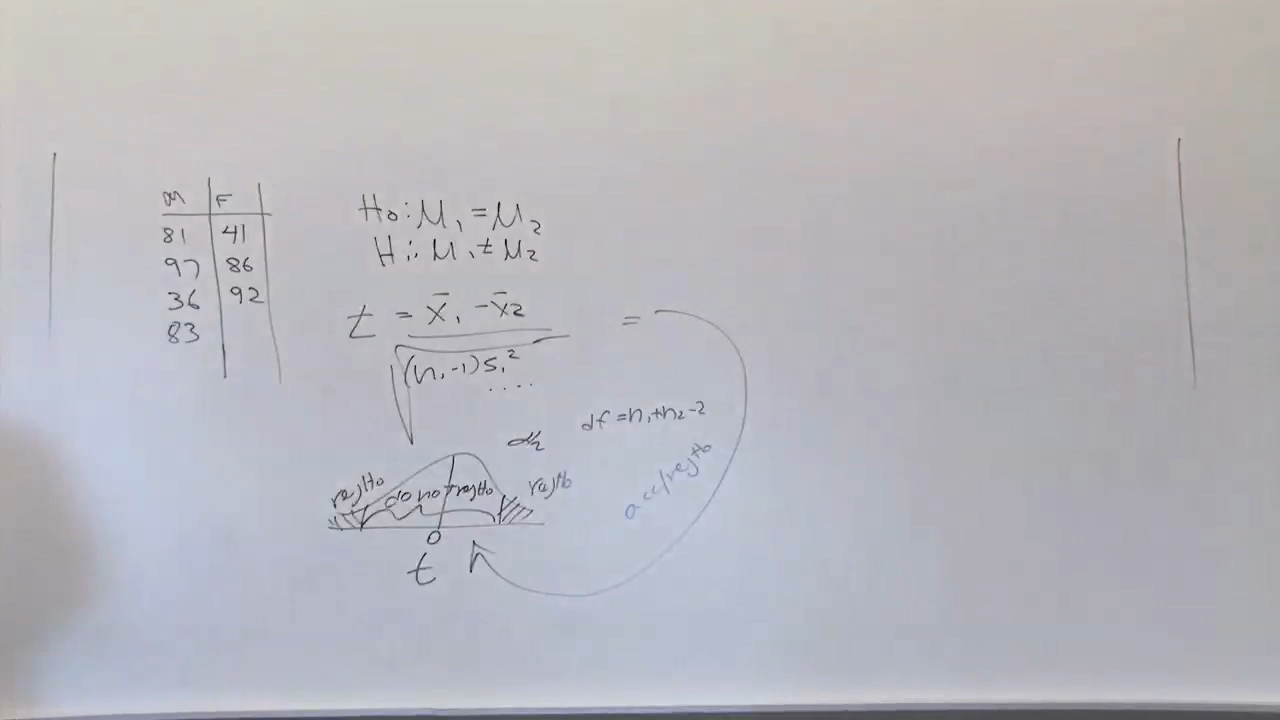 M F
81 41
97 86
36 92
83
H₀: μ₁ = μ₂
H₁: μ₁ ≠ μ₂
t = x̄₁ - x̄₂ =
√(n₁-1)s₁²
....
df = n₁+n₂-2
α/2
rej H₀ do not rej H₀ rej H₀
acc/rej H₀
0
t